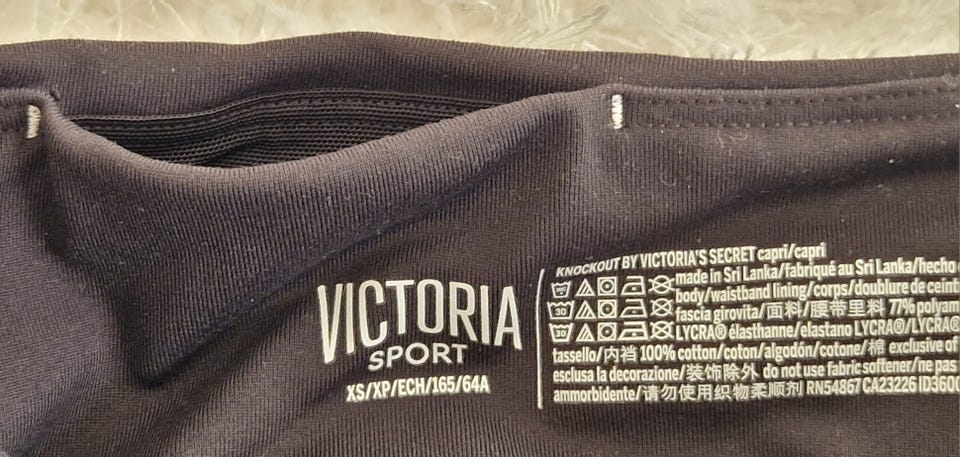 VICTORIA
SPORT
XS/XP/ECH/165/64A
KNOCKOUT BY VICTORIA'S SECRET capri/capri
made in Sri Lanka/fabriqué au Sri Lanka/hecho
body/waistband lining/corps/doublure de ceint
30 fascia girovita/面料/腰带里料 77% polyam
30 LYCRA® élasthanne/elastano LYCRA®/LYCRA®
tassello/内裆 100% cotton/coton/algodón/cotone/棉 exclusive of
esclusa la decorazione/装饰除外 do not use fabric softener/ne pas
ammorbidente/请勿使用织物柔顺剂 RN54867 CA23226 ID3600